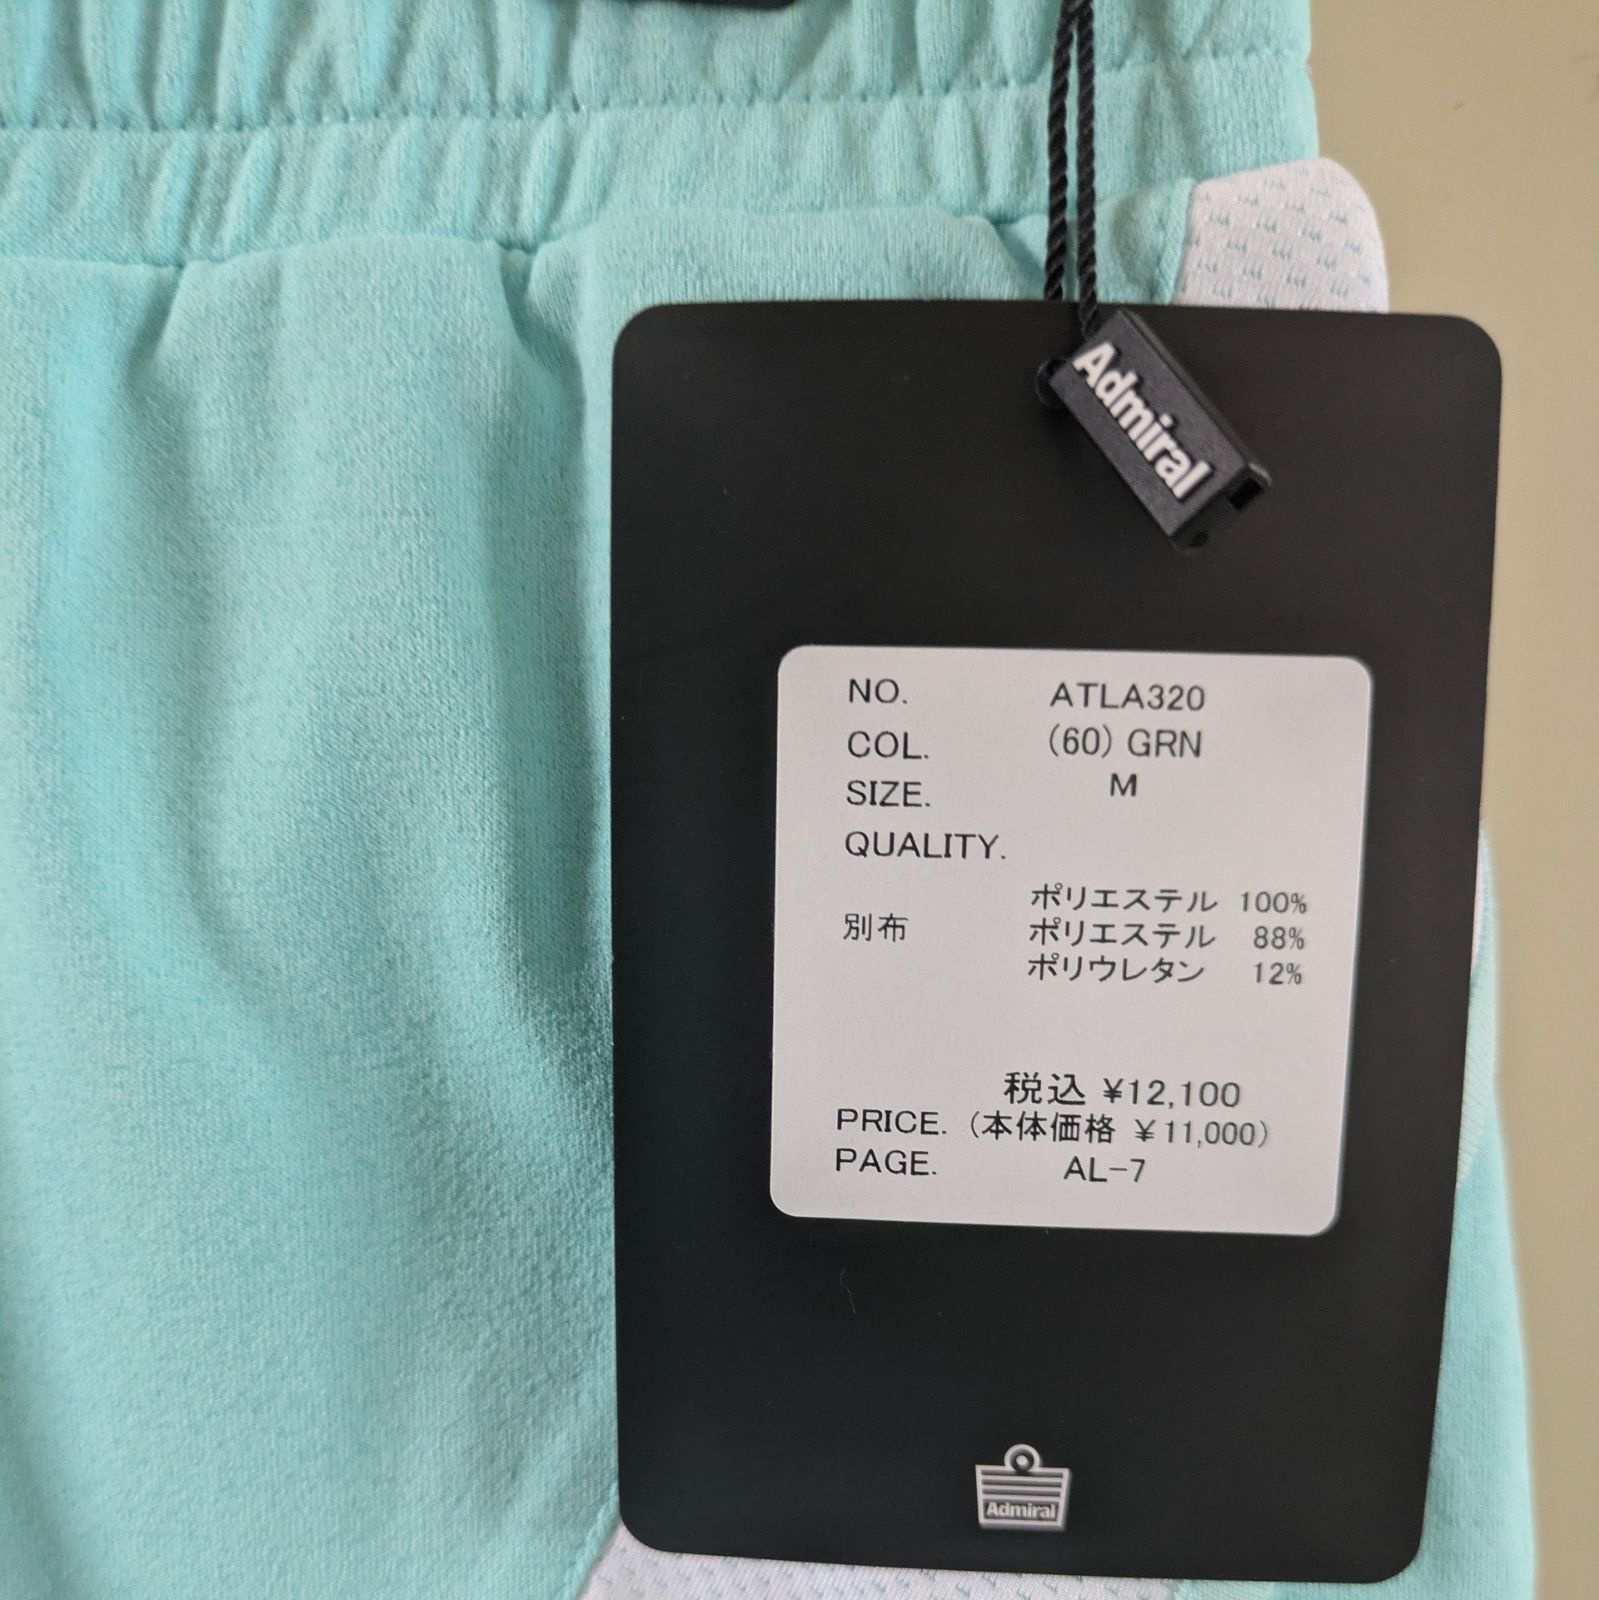 Admiral
NO. ATLA320
COL. (60) GRN
SIZE. M
QUALITY.
ポリエステル 100%
別布 ポリエステル 88%
ポリウレタン 12%
税込 ¥12,100
PRICE. (本体価格 ¥11,000)
PAGE. AL-7
Admiral